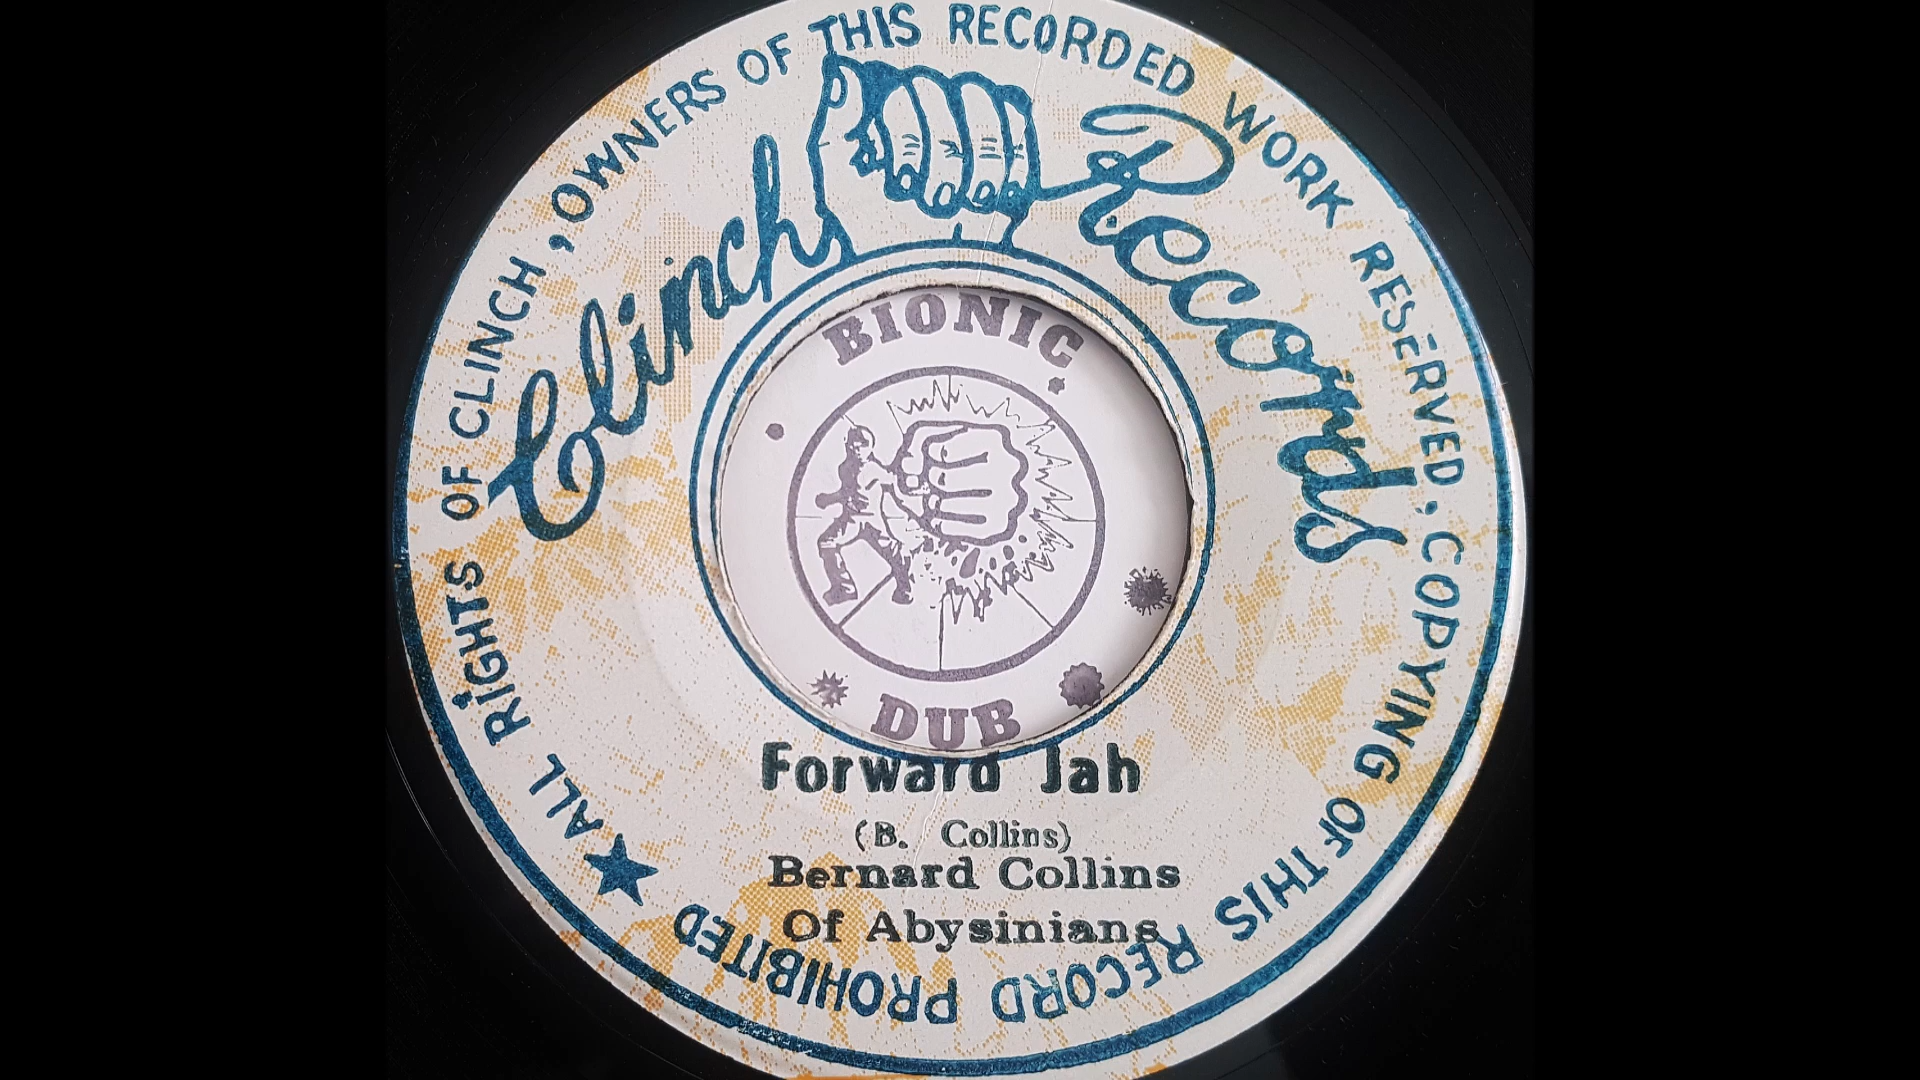 ALL RIGHTS OF CLINCH, OWNERS OF THIS RECORDED WORK RESERVED. COPYING OF THIS RECORD PROHIBITED
Clinch Records
BIONIC
DUB
Forward Jah
(B. Collins)
Bernard Collins
Of Abysinians